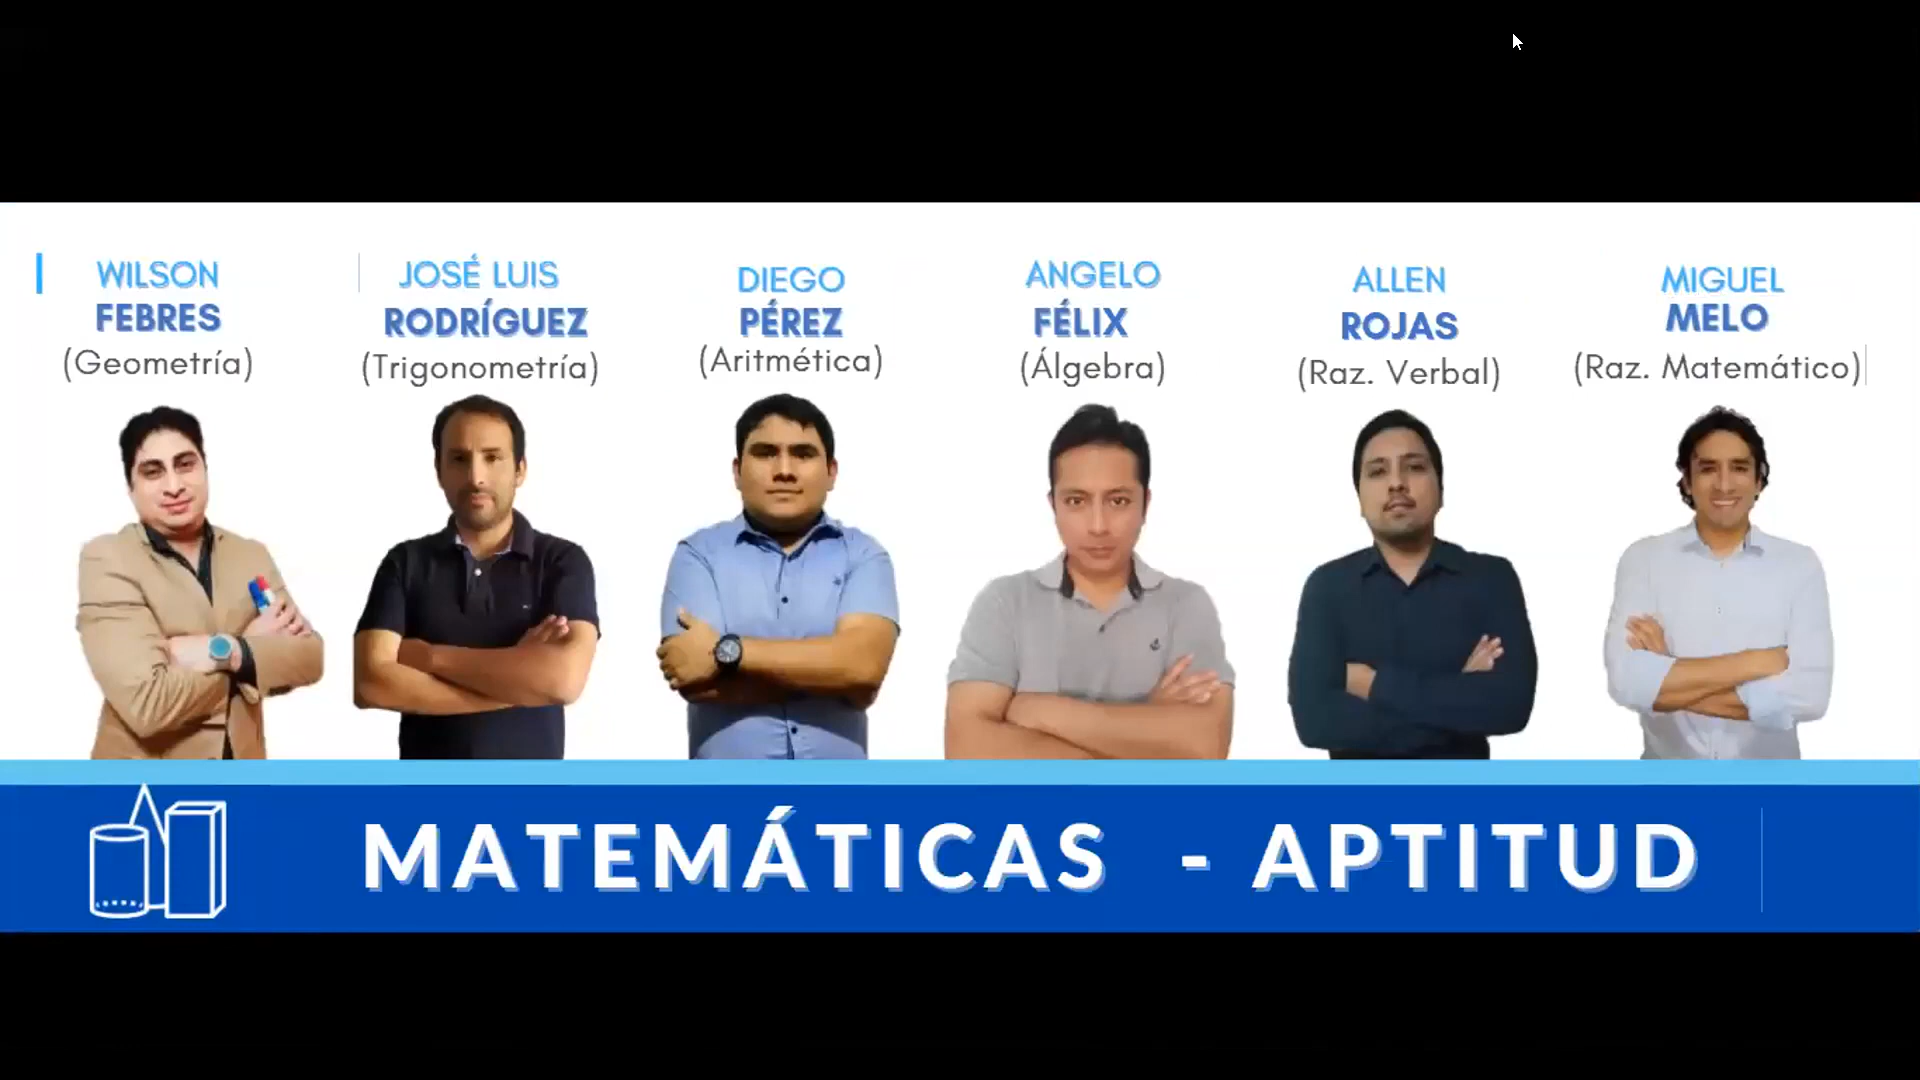 WILSON
FEBRES
(Geometría)
JOSÉ LUIS
RODRÍGUEZ
(Trigonometría)
DIEGO
PÉREZ
(Aritmética)
ANGELO
FÉLIX
(Álgebra)
ALLEN
ROJAS
(Raz. Verbal)
MIGUEL
MELO
(Raz. Matemático)
MATEMÁTICAS - APTITUD